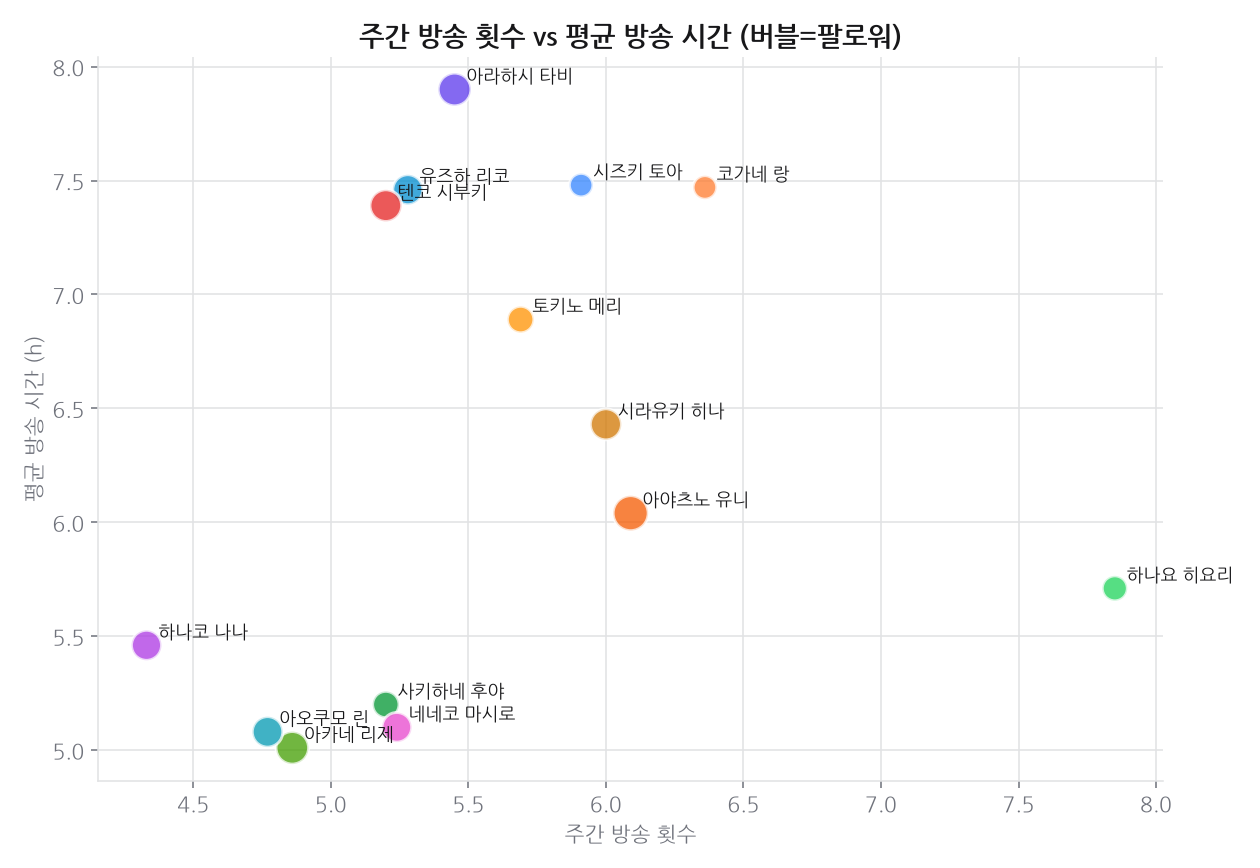 주간 방송 횟수 vs 평균 방송 시간 (버블=팔로워)
8.0
아라하시 타비
7.5
유즈하 리코
텐코 시부키
시즈키 토아
코가네 랑
7.0
토키노 메리
6.5
시라유키 히나
6.0
아야츠노 유니
하나요 히요리
5.5
하나코 나나
사키하네 후야
네네코 마시로
아오쿠모 린
아카네 리제
5.0
평균 방송 시간 (h)
4.5 5.0 5.5 6.0 6.5 7.0 7.5 8.0
주간 방송 횟수